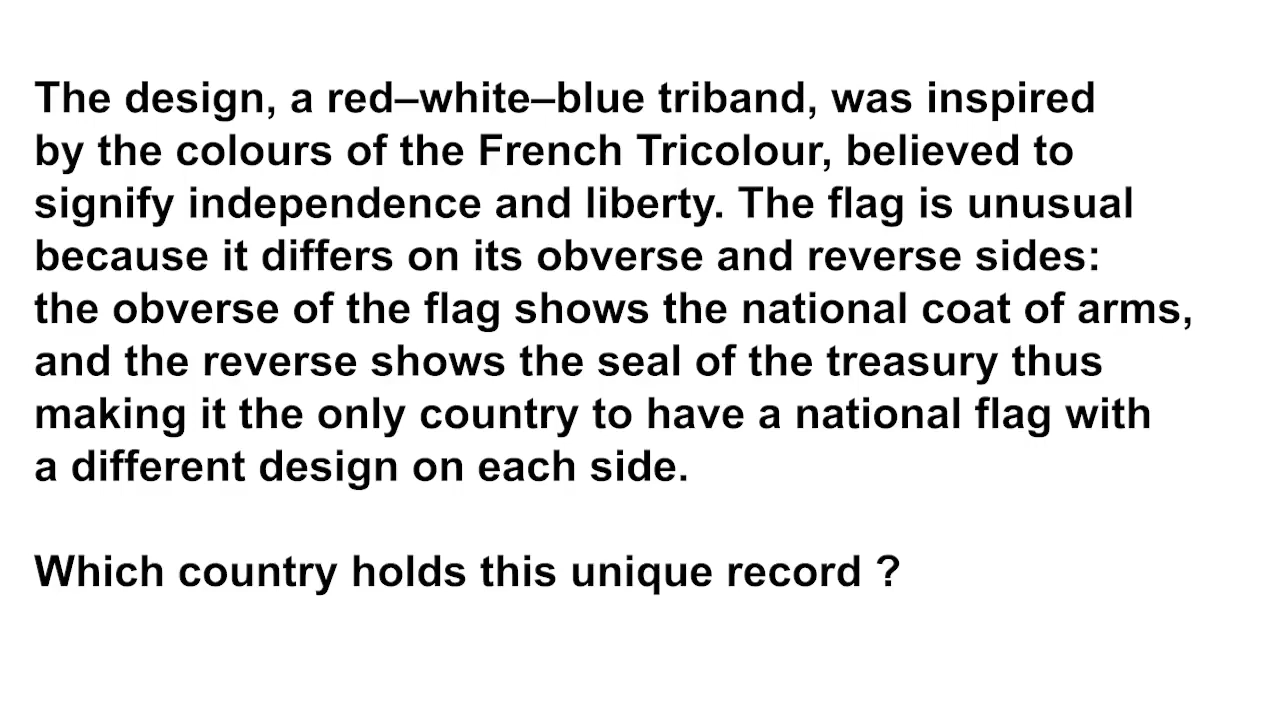 The design, a red–white–blue triband, was inspired
by the colours of the French Tricolour, believed to
signify independence and liberty. The flag is unusual
because it differs on its obverse and reverse sides:
the obverse of the flag shows the national coat of arms,
and the reverse shows the seal of the treasury thus
making it the only country to have a national flag with
a different design on each side.
Which country holds this unique record ?